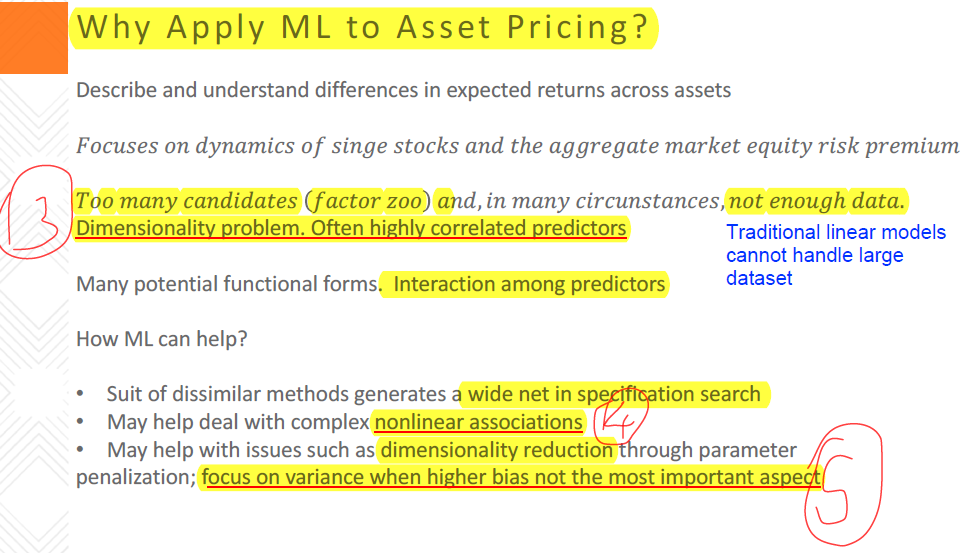 Why Apply ML to Asset Pricing?
Describe and understand differences in expected returns across assets
Focuses on dynamics of singe stocks and the aggregate market equity risk premium
3
Too many candidates (factor zoo) and, in many circumstances, not enough data.
Dimensionality problem. Often highly correlated predictors
Traditional linear models
cannot handle large
dataset
Many potential functional forms. Interaction among predictors
How ML can help?
• Suit of dissimilar methods generates a wide net in specification search
• May help deal with complex nonlinear associations
4
• May help with issues such as dimensionality reduction through parameter
penalization; focus on variance when higher bias not the most important aspect
5